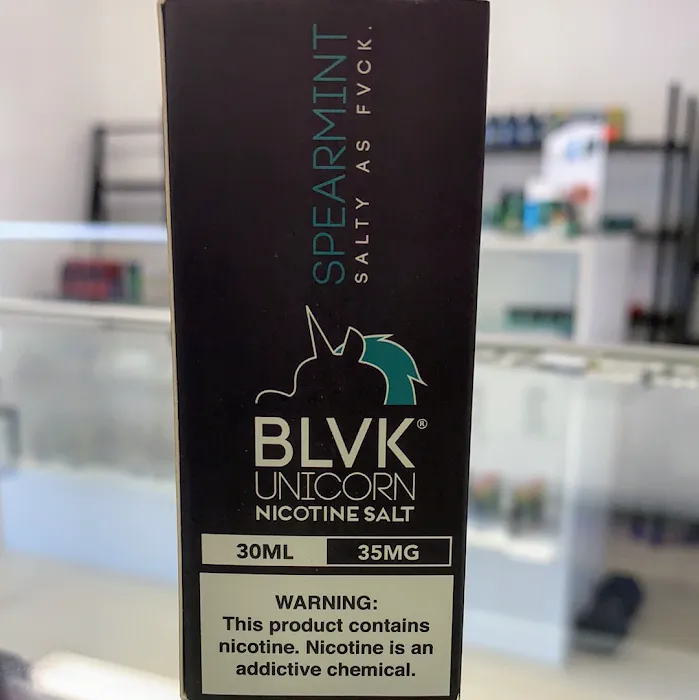 SPEARMINT
SALTY AS FVCK.
BLVK®
UNICORN
NICOTINE SALT
30ML 35MG
WARNING:
This product contains
nicotine. Nicotine is an
addictive chemical.